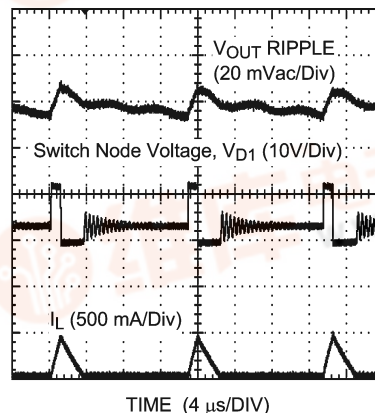 VOUT RIPPLE
(20 mVac/Div)
Switch Node Voltage, VD1 (10V/Div)
IL (500 mA/Div)
TIME (4 μs/DIV)